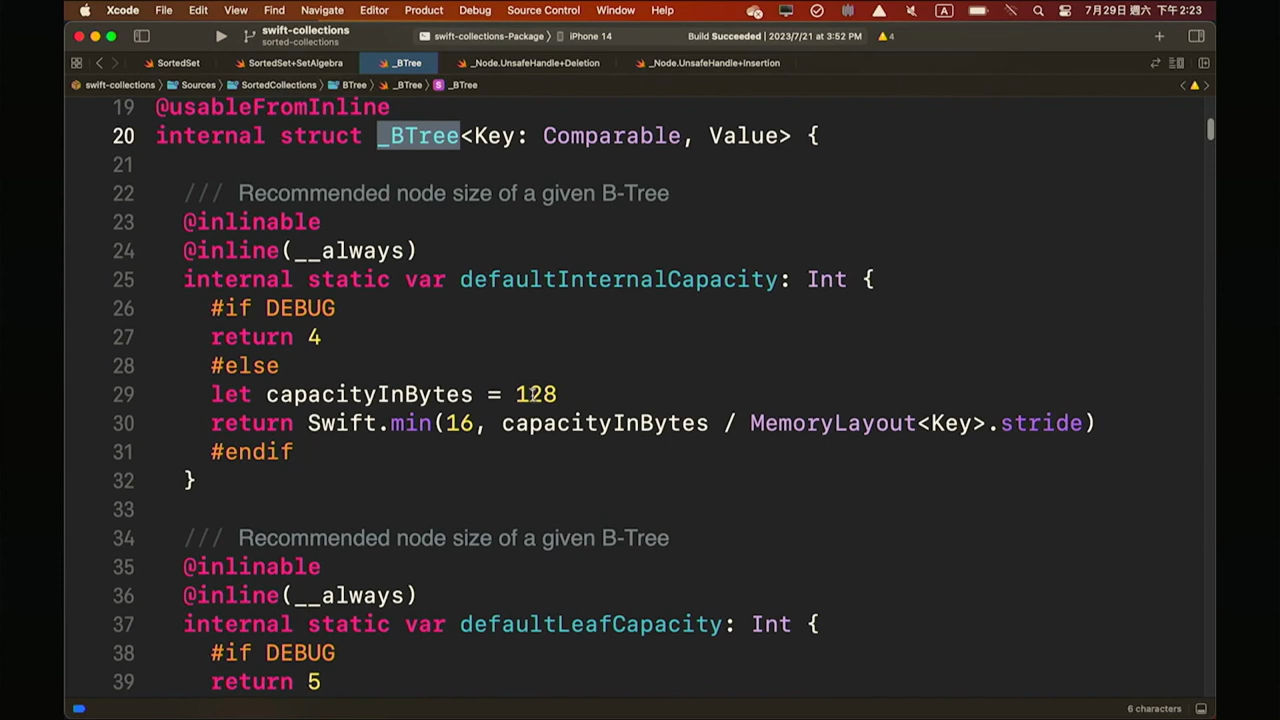 Xcode File Edit View Find Navigate Editor Product Debug Source Control Window Help A 7月29日 週六 下午 2:23
swift-collections
sorted-collections
swift-collections-Package 〉 iPhone 14
Build Succeeded | 2023/7/21 at 3:52 PM
4
SortedSet
SortedSet+SetAlgebra
_BTree
_Node.UnsafeHandle+Deletion
_Node.UnsafeHandle+Insertion
swift-collections 〉 Sources 〉 SortedCollections 〉 BTree 〉 _BTree 〉 S _BTree
19 @usableFromInline
20 internal struct _BTree<Key: Comparable, Value> {
21
22 /// Recommended node size of a given B-Tree
23 @inlinable
24 @inline(__always)
25 internal static var defaultInternalCapacity: Int {
26 #if DEBUG
27 return 4
28 #else
29 let capacityInBytes = 128
30 return Swift.min(16, capacityInBytes / MemoryLayout<Key>.stride)
31 #endif
32 }
33
34 /// Recommended node size of a given B-Tree
35 @inlinable
36 @inline(__always)
37 internal static var defaultLeafCapacity: Int {
38 #if DEBUG
39 return 5
6 characters